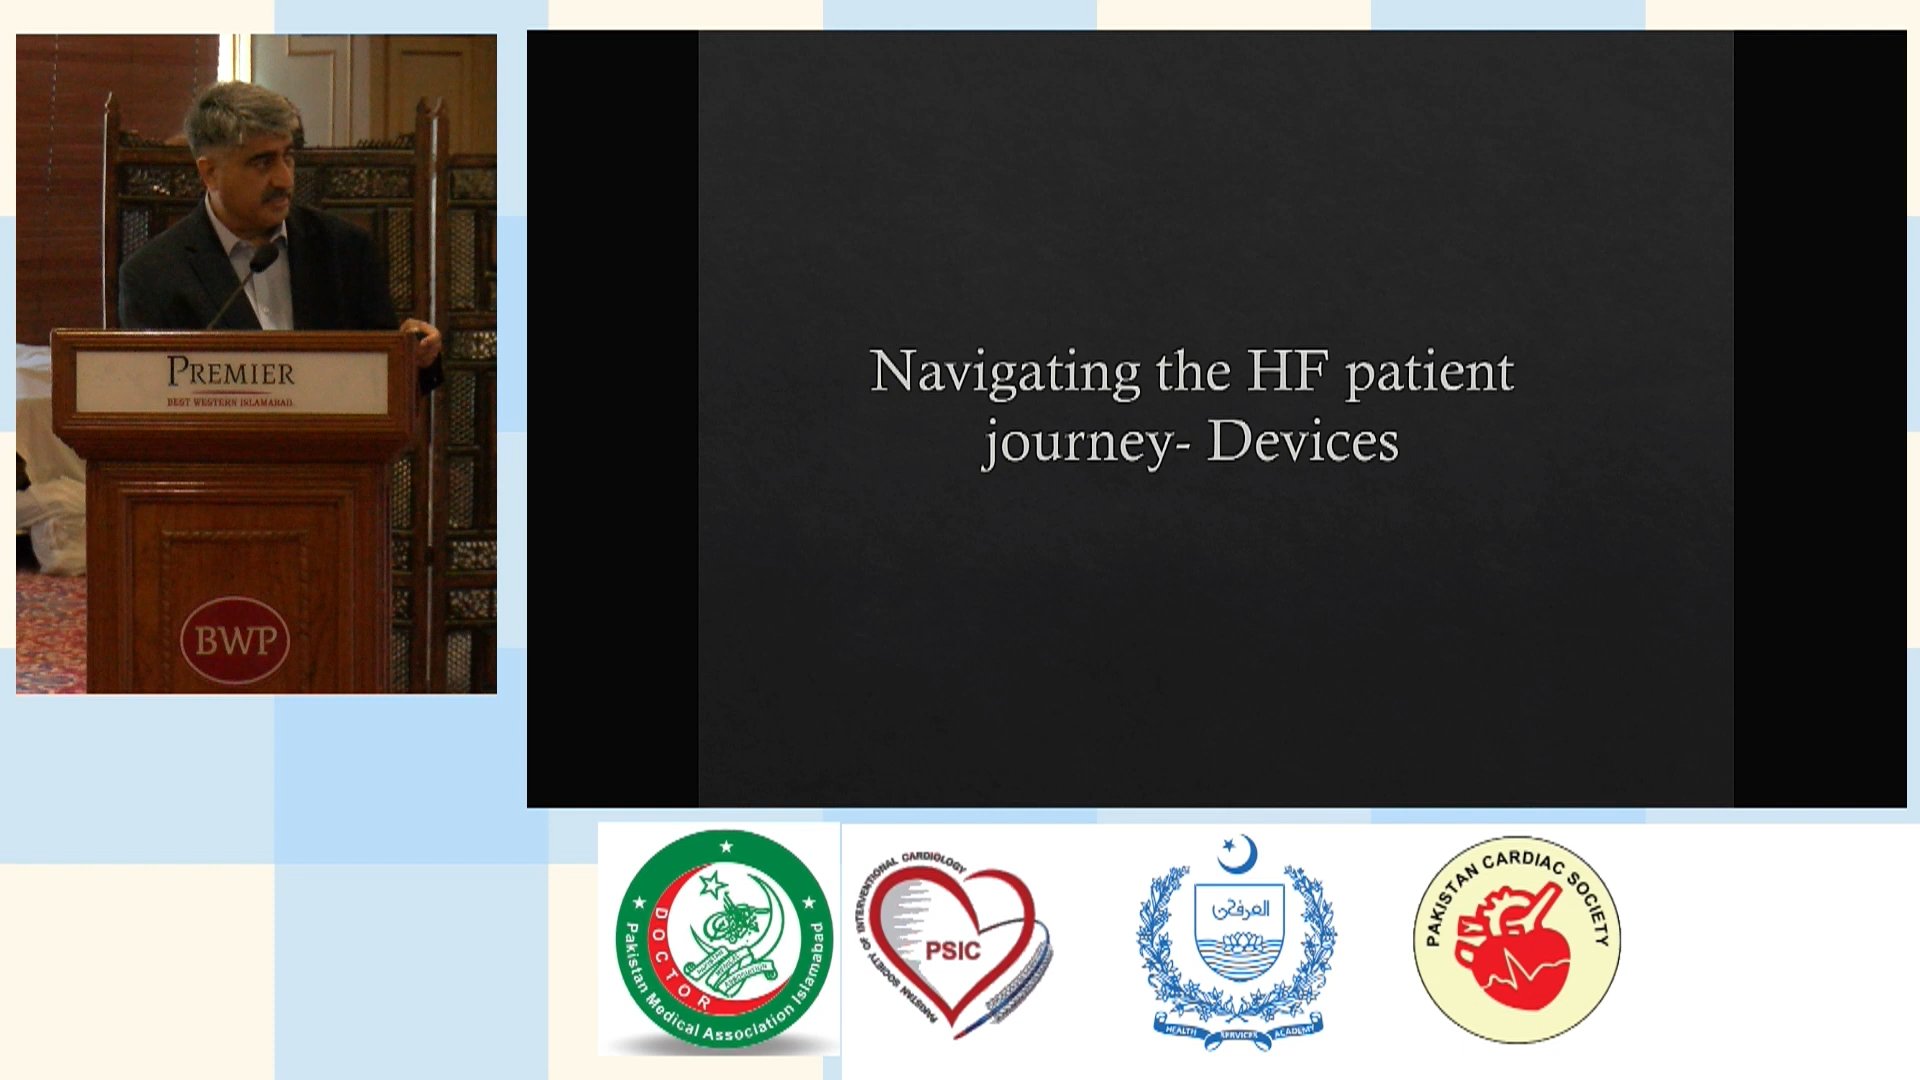 PREMIER
BEST WESTERN ISLAMABAD.
BWP
Navigating the HF patient
journey- Devices
DOCTOR
Pakistan Medical Association Islamabad
PAKISTAN SOCIETY OF INTERVENTIONAL CARDIOLOGY
PSIC
HEALTH SERVICES ACADEMY
PAKISTAN CARDIAC SOCIETY